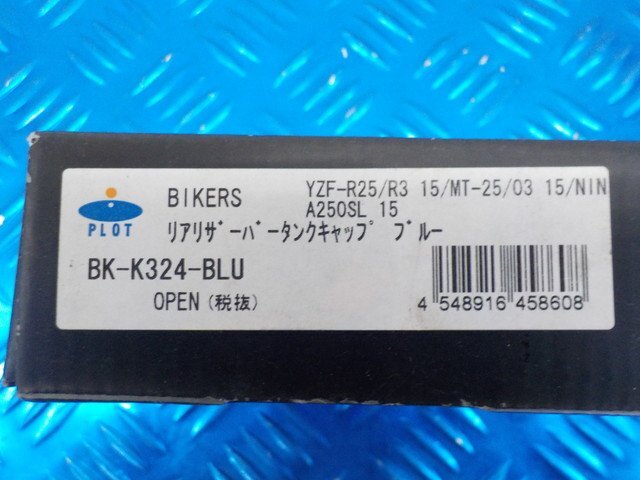 PLOT
BIKERS
YZF-R25/R3 15/MT-25/03 15/NIN
A250SL 15
ﾘｱﾘｻﾞｰﾊﾞｰﾀﾝｸｷｬｯﾌﾟ ﾌﾞﾙｰ
BK-K324-BLU
OPEN(税抜)
4 548916 458608